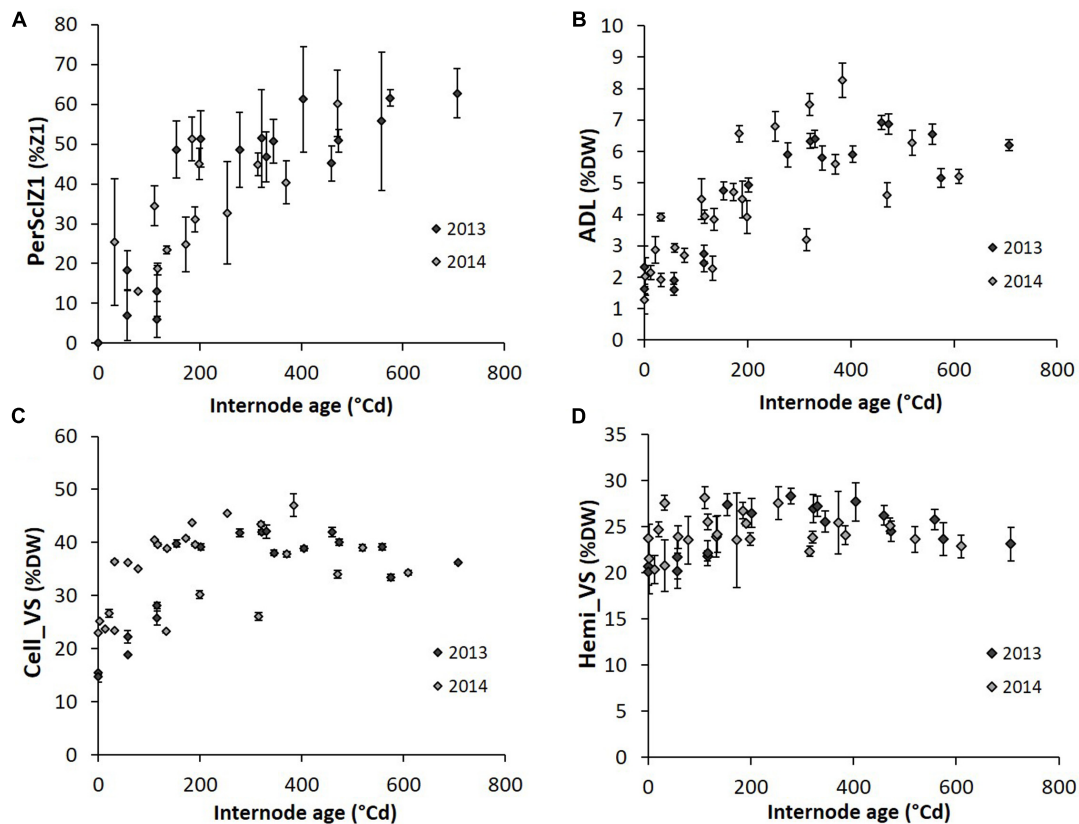 A
PerSclZ1 (%Z1)
80
70
60
50
40
30
20
10
0
0 200 400 600 800
Internode age (°Cd)
2013
2014
B
ADL (%DW)
10
9
8
7
6
5
4
3
2
1
0
0 200 400 600 800
Internode age (°Cd)
2013
2014
C
Cell_VS (%DW)
60
50
40
30
20
10
0
0 200 400 600 800
Internode age (°Cd)
2013
2014
D
Hemi_VS (%DW)
35
30
25
20
15
10
5
0
0 200 400 600 800
Internode age (°Cd)
2013
2014